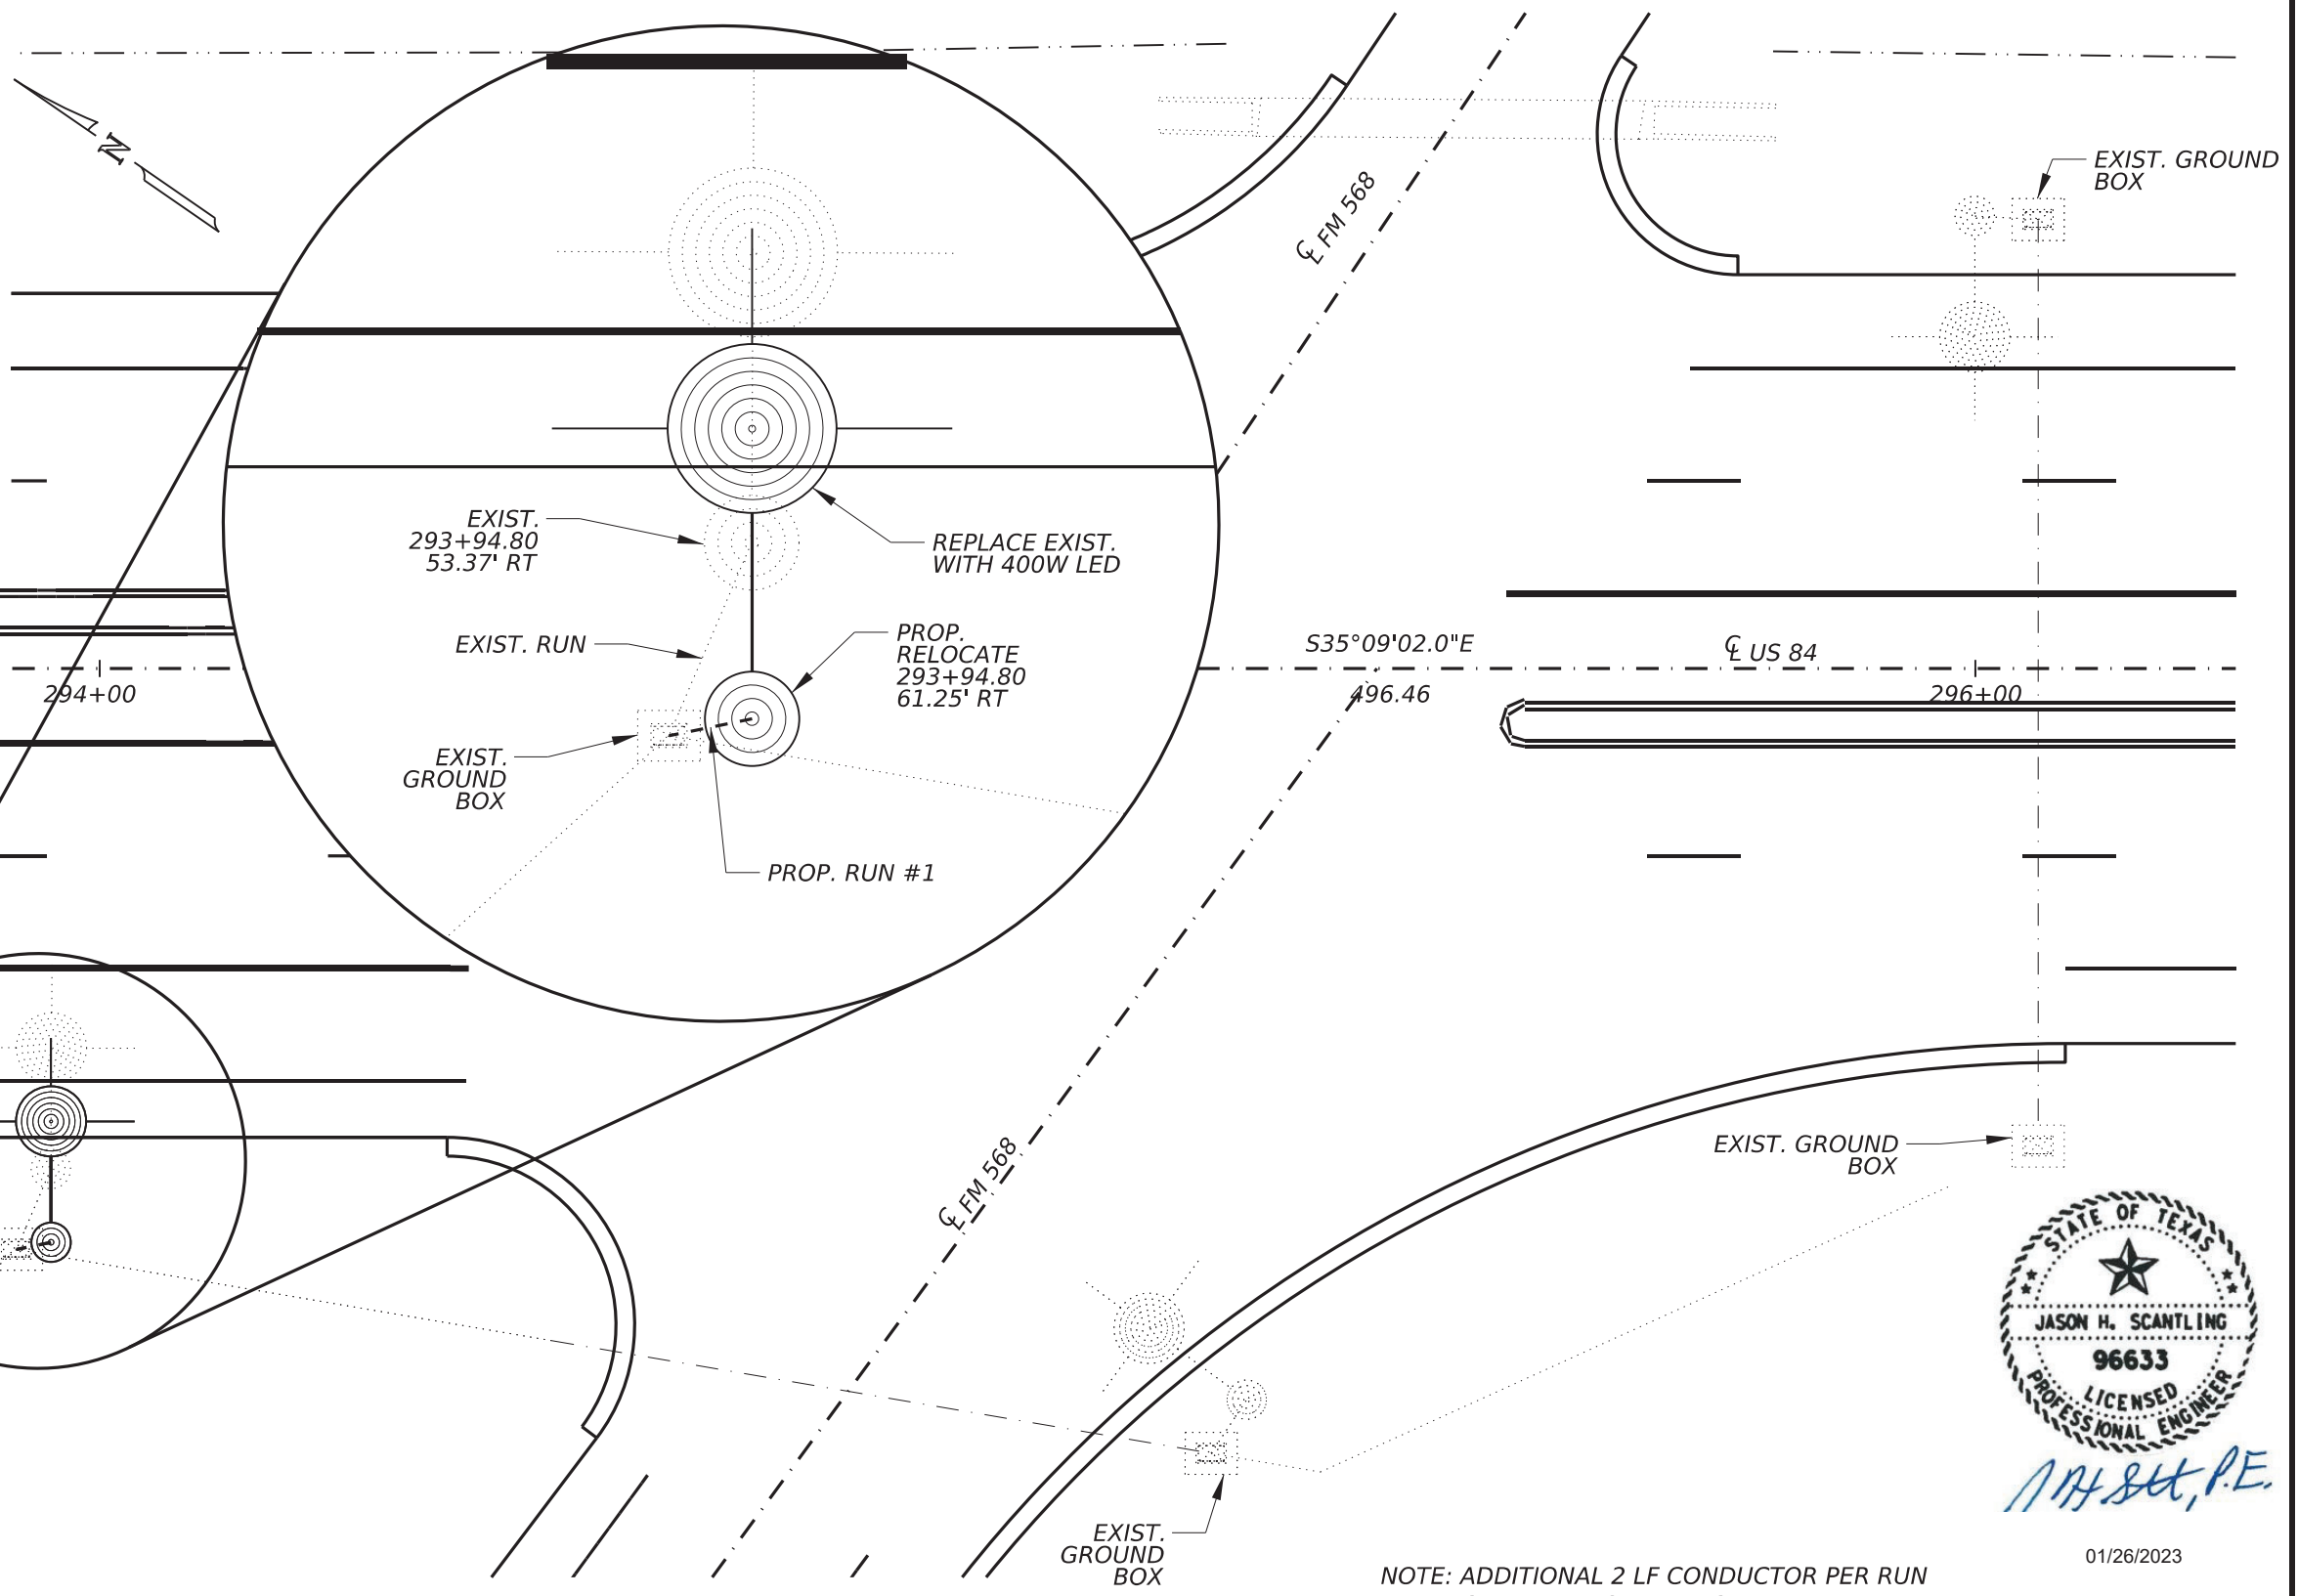 N
℄ FM 568
EXIST. GROUND
BOX
EXIST.
293+94.80
53.37' RT
REPLACE EXIST.
WITH 400W LED
EXIST. RUN
PROP.
RELOCATE
293+94.80
61.25' RT
S35°09'02.0"E
℄ US 84
294+00
496.46
296+00
EXIST.
GROUND
BOX
PROP. RUN #1
℄ FM 568
EXIST. GROUND
BOX
STATE OF TEXAS
JASON H. SCANTLING
96633
LICENSED
PROFESSIONAL ENGINEER
P.E.
EXIST.
GROUND
BOX
01/26/2023
NOTE: ADDITIONAL 2 LF CONDUCTOR PER RUN